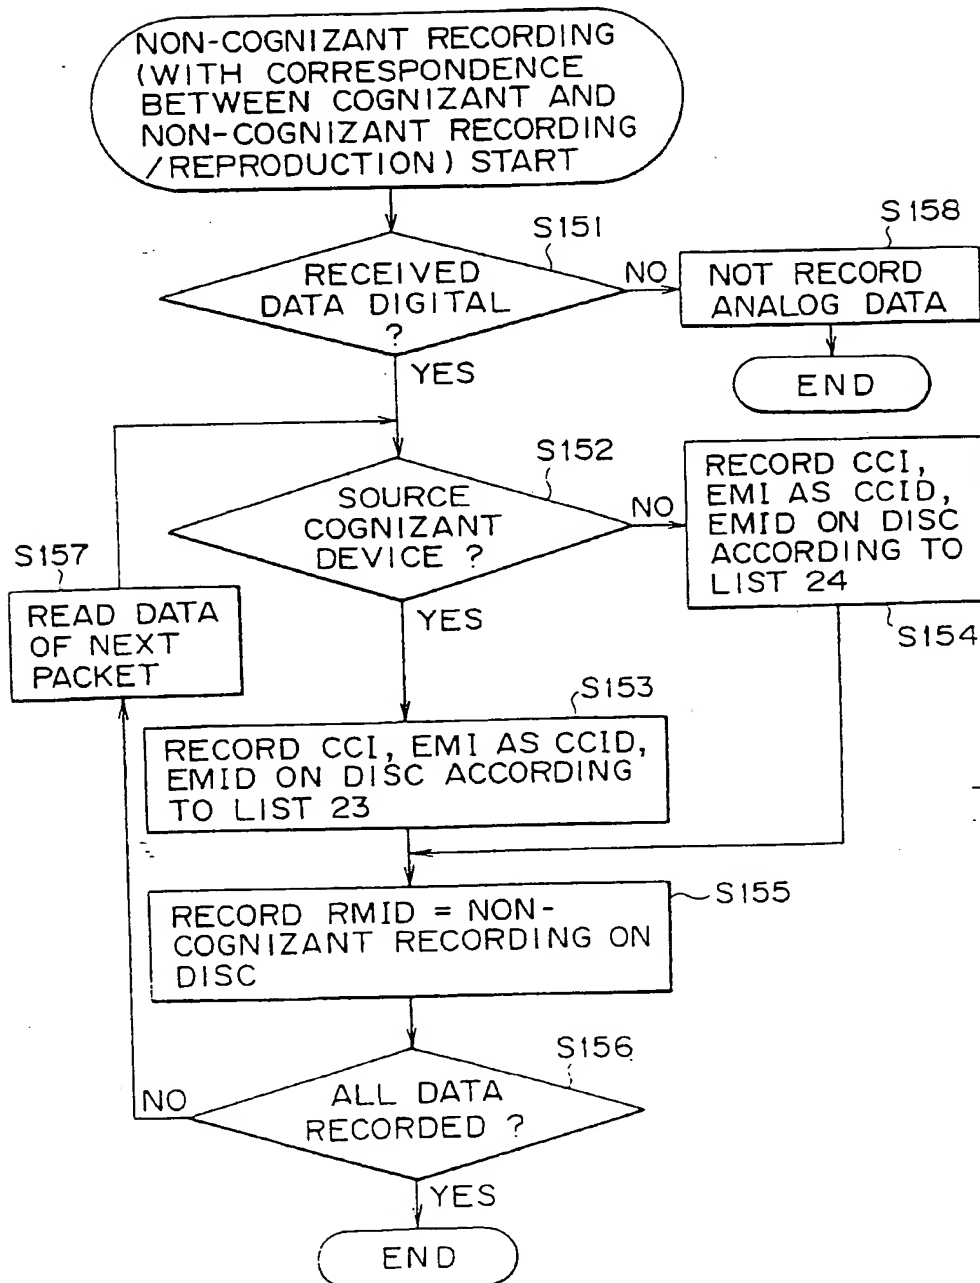 NON-COGNIZANT RECORDING
(WITH CORRESPONDENCE
BETWEEN COGNIZANT AND
NON-COGNIZANT RECORDING
/REPRODUCTION) START
S151
RECEIVED
DATA DIGITAL
?
NO
YES
S158
NOT RECORD
ANALOG DATA
END
S152
SOURCE
COGNIZANT
DEVICE ?
NO
YES
RECORD CCI,
EMI AS CCID,
EMID ON DISC
ACCORDING TO
LIST 24
S154
S157
READ DATA
OF NEXT
PACKET
S153
RECORD CCI, EMI AS CCID,
EMID ON DISC ACCORDING
TO LIST 23
S155
RECORD RMID = NON-
COGNIZANT RECORDING ON
DISC
S156
ALL DATA
RECORDED ?
NO
YES
END